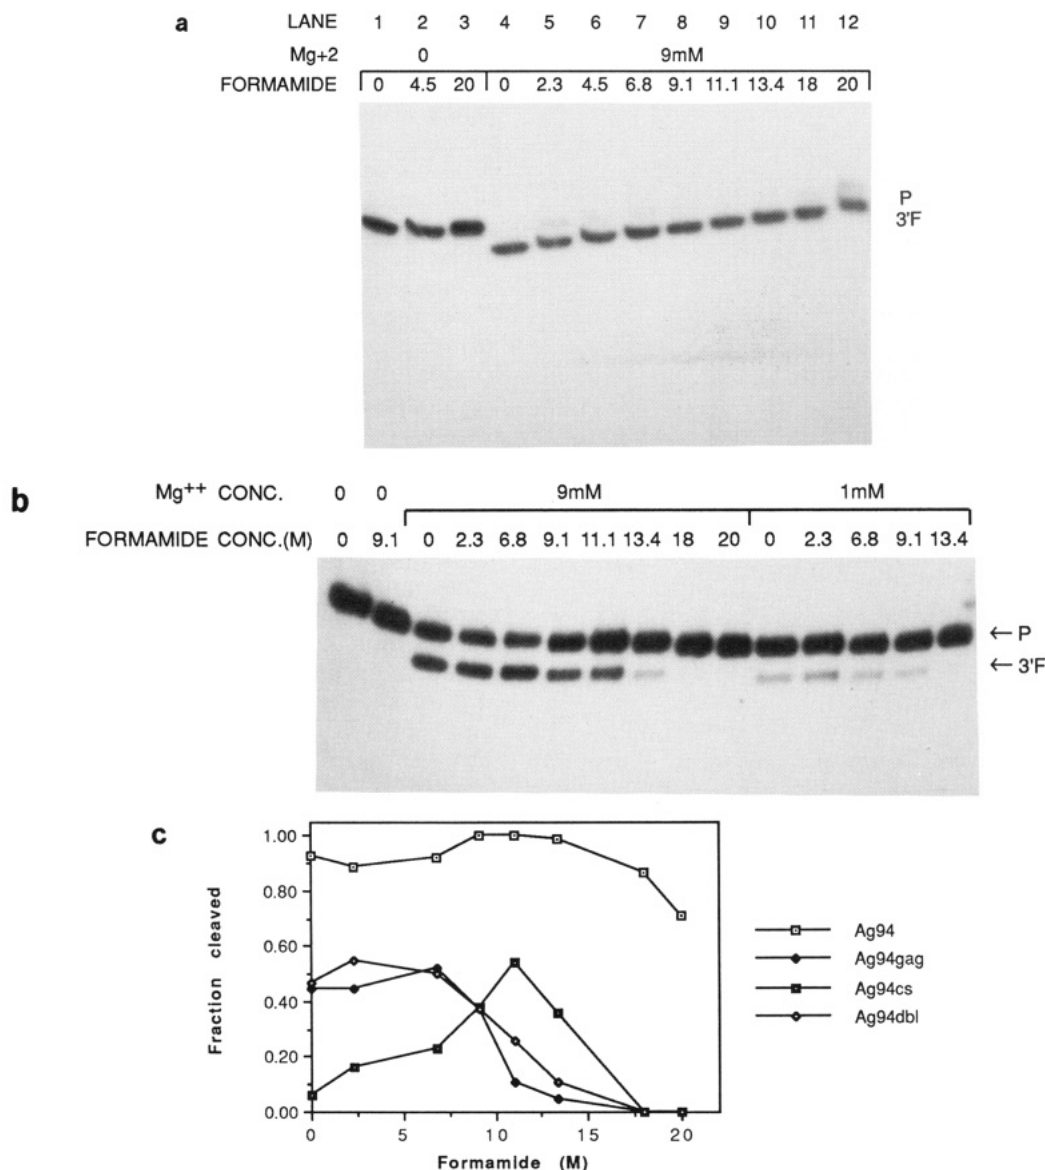 a LANE 1 2 3 4 5 6 7 8 9 10 11 12
Mg+2 0 9mM
FORMAMIDE 0 4.5 20 0 2.3 4.5 6.8 9.1 11.1 13.4 18 20
P
3'F
b Mg++ CONC. 0 0 9mM 1mM
FORMAMIDE CONC.(M) 0 9.1 0 2.3 6.8 9.1 11.1 13.4 18 20 0 2.3 6.8 9.1 13.4
← P
← 3'F
c
1.00
0.80
0.60
0.40
0.20
0.00
Fraction cleaved
0 5 10 15 20
Formamide (M)
Ag94
Ag94gag
Ag94cs
Ag94dbl